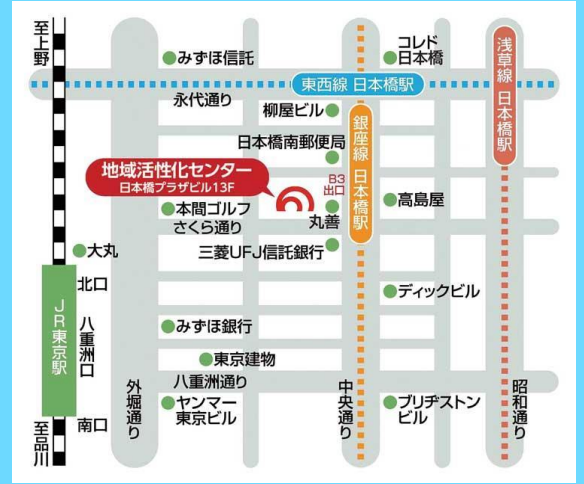 至上野
みずほ信託
コレド
日本橋
浅草線 日本橋駅
東西線 日本橋駅
永代通り
柳屋ビル
銀座線 日本橋駅
日本橋南郵便局
地域活性化センター
日本橋プラザビル13F
B3
出口
高島屋
本間ゴルフ
丸善
さくら通り
大丸
三菱UFJ信託銀行
北口
ディックビル
JR東京駅
八重洲口
みずほ銀行
東京建物
八重洲通り
外堀通り
中央通り
昭和通り
ヤンマー
東京ビル
ブリヂストン
ビル
南口
至品川